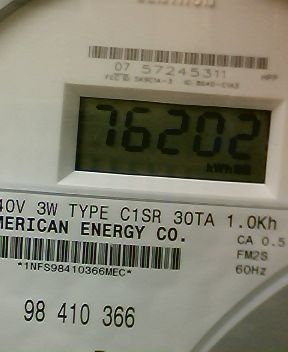 07 57245311
76202
kWh
40V 3W TYPE C1SR 30TA 1.0Kh
MERICAN ENERGY CO.
CA 0.5
FM2S
60Hz
*1NFS98410366MEC*
98 410 366